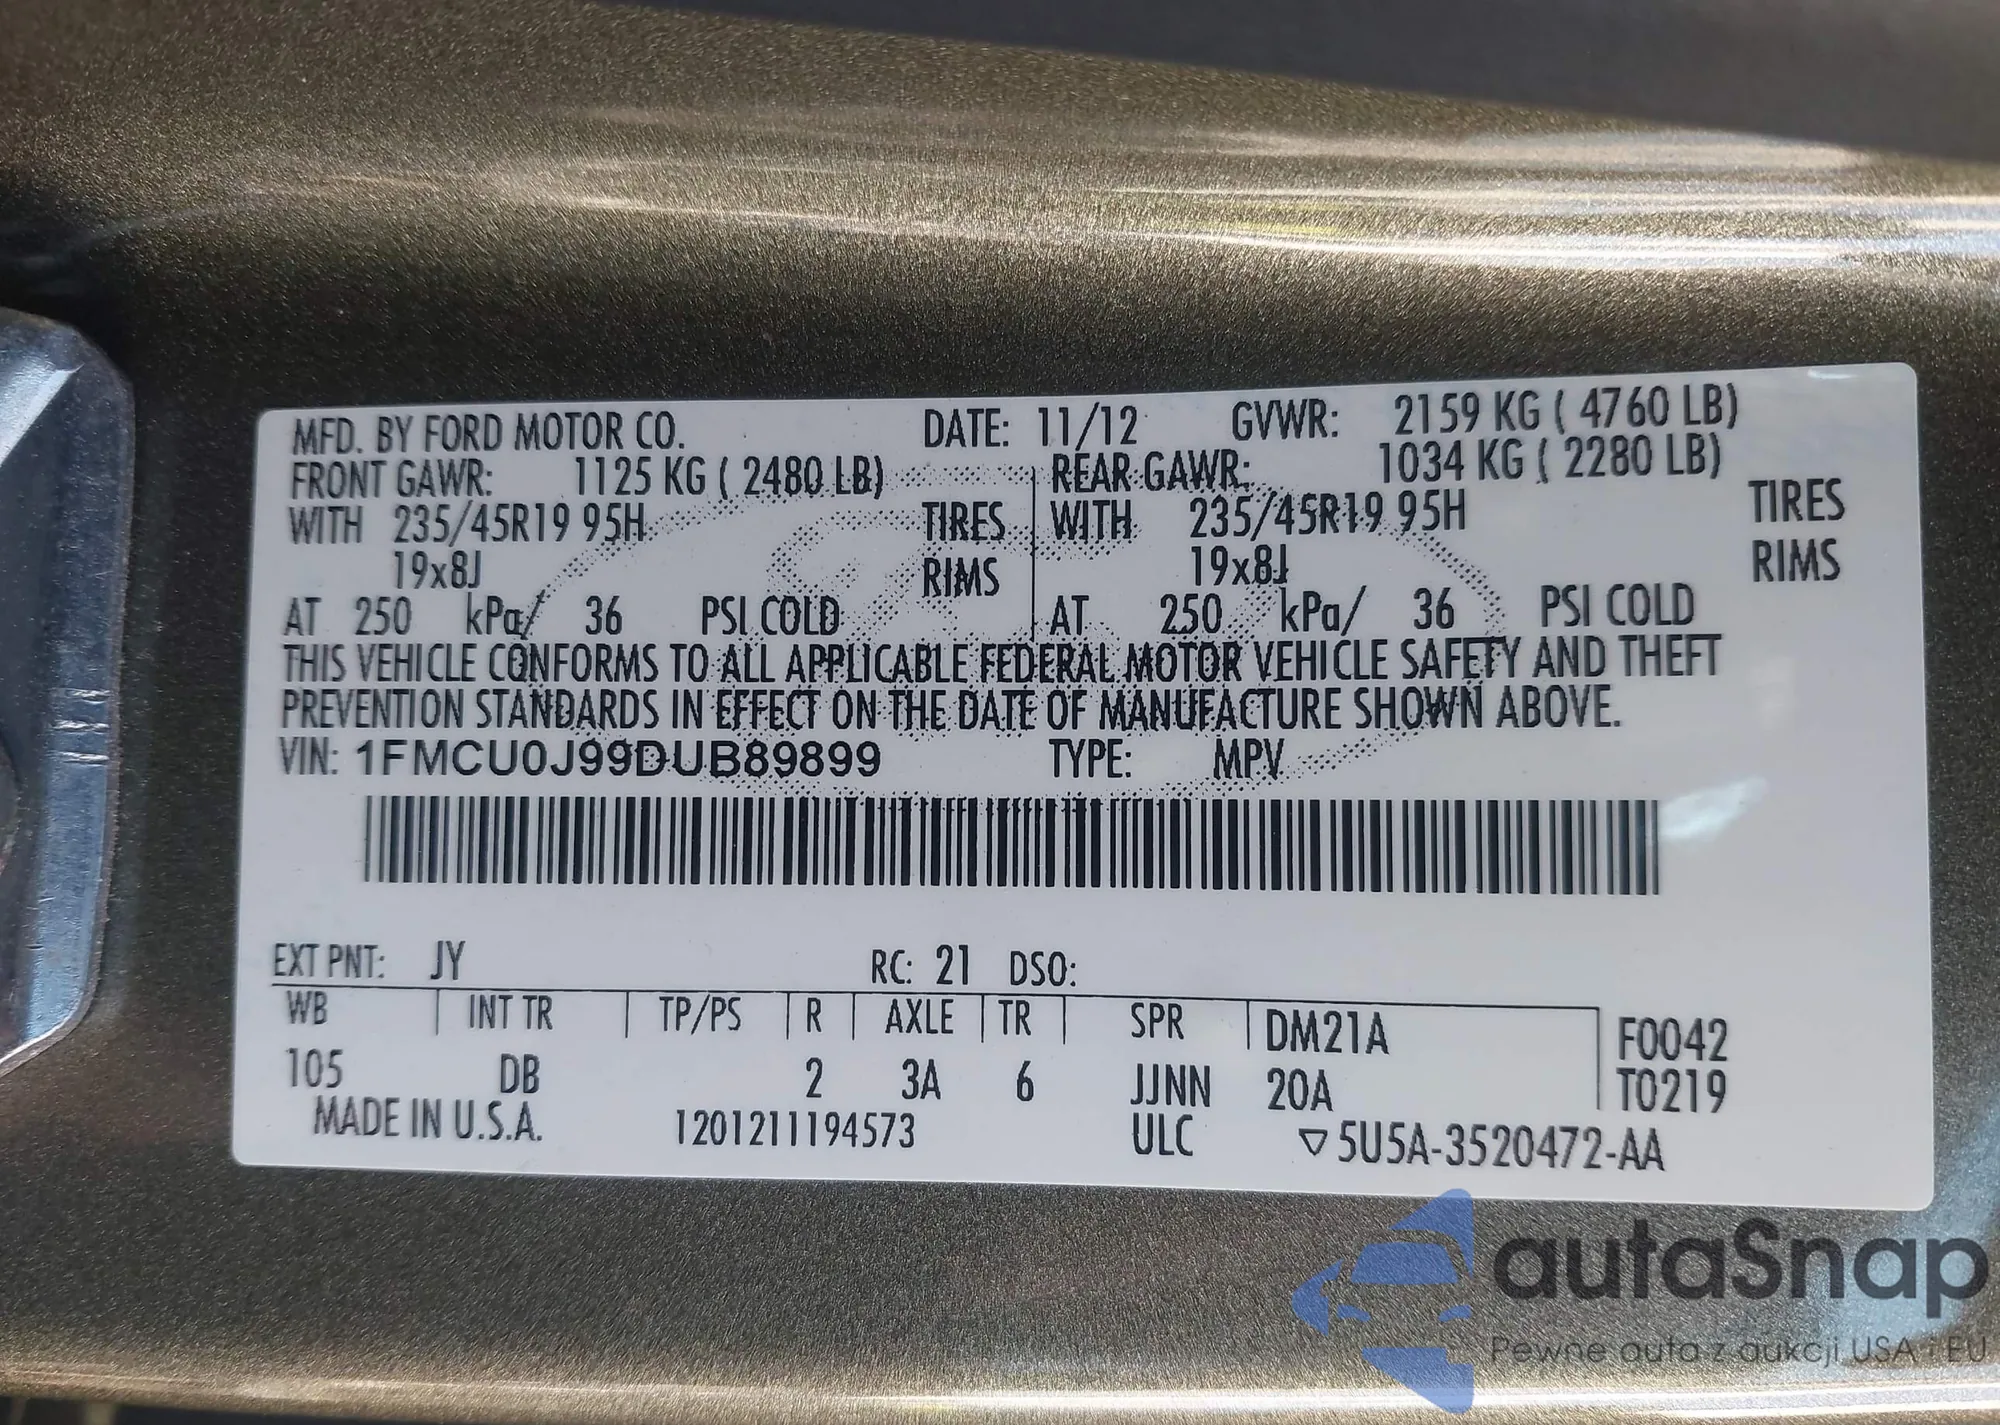 MFD. BY FORD MOTOR CO. DATE: 11/12 GVWR: 2159 KG ( 4760 LB)
FRONT GAWR: 1125 KG ( 2480 LB) REAR GAWR: 1034 KG ( 2280 LB)
WITH 235/45R19 95H TIRES WITH 235/45R19 95H TIRES
19x8J RIMS 19x8J RIMS
AT 250 kPa/ 36 PSI COLD AT 250 kPa/ 36 PSI COLD
THIS VEHICLE CONFORMS TO ALL APPLICABLE FEDERAL MOTOR VEHICLE SAFETY AND THEFT
PREVENTION STANDARDS IN EFFECT ON THE DATE OF MANUFACTURE SHOWN ABOVE.
VIN: 1FMCU0J99DUB89899 TYPE: MPV
EXT PNT: JY RC: 21 DSO:
WB INT TR TP/PS R AXLE TR SPR DM21A F0042
105 DB 2 3A 6 JJNN 20A T0219
MADE IN U.S.A. 1201211194573 ULC ▽5U5A-3520472-AA
autaSnap
Pewne auta z aukcji USA i EU